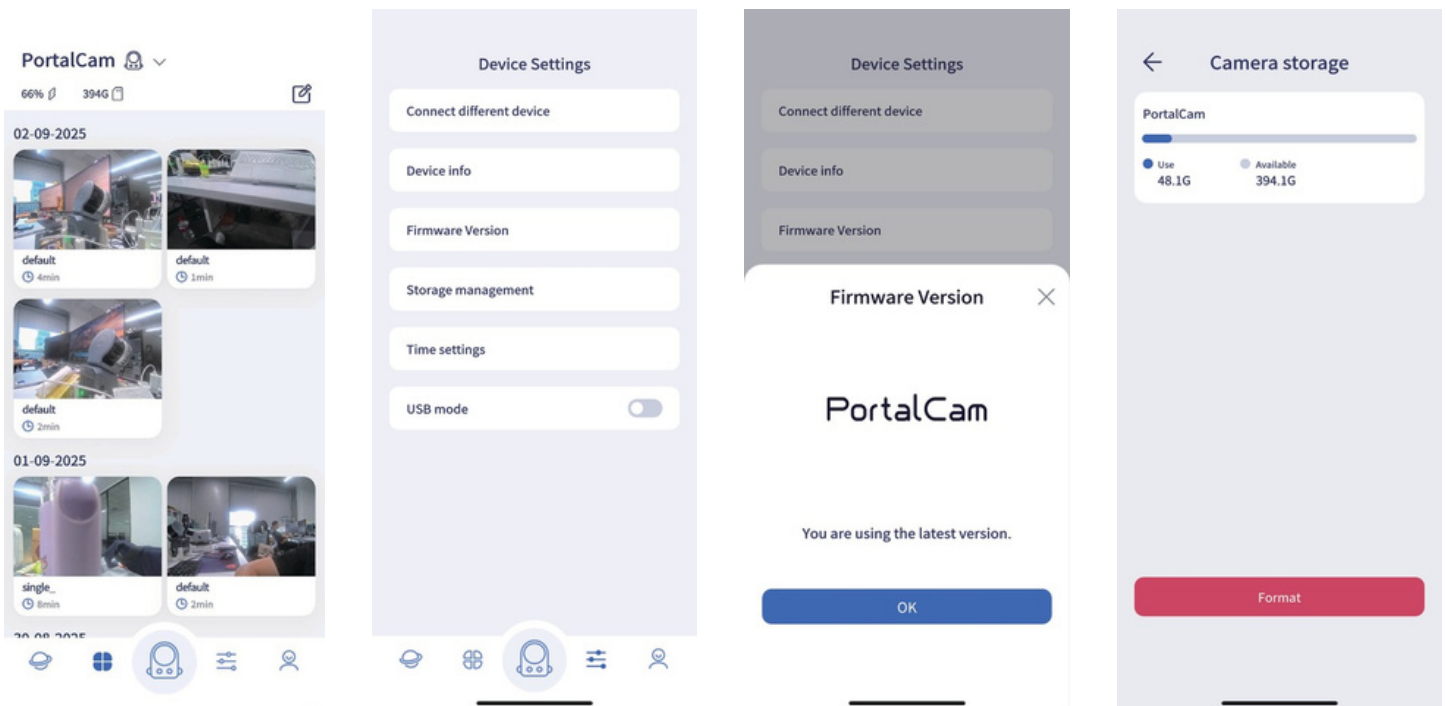 PortalCam
66% 394G
02-09-2025
default
4min
default
1min
default
2min
01-09-2025
single_
8min
default
2min
30-08-2025
Device Settings
Connect different device
Device info
Firmware Version
Storage management
Time settings
USB mode
Device Settings
Connect different device
Device info
Firmware Version
Firmware Version
PortalCam
You are using the latest version.
OK
Camera storage
PortalCam
Use Available
48.1G 394.1G
Format